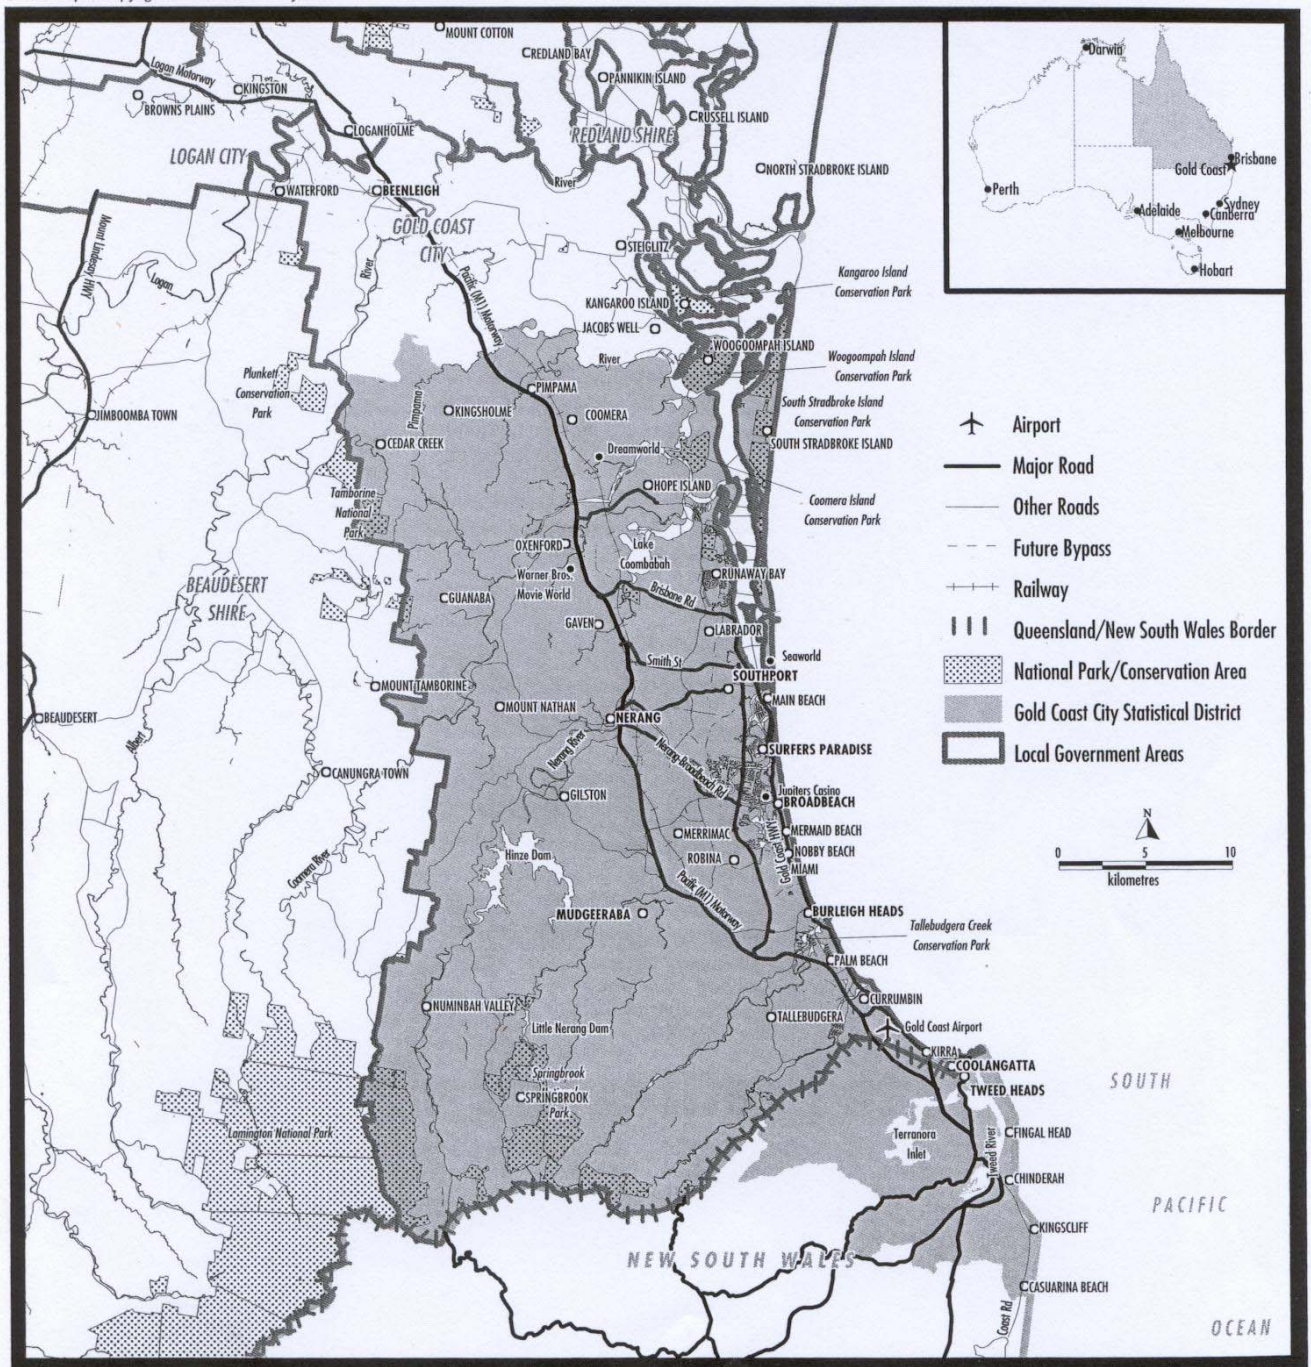 MOUNT COTTON
REDLAND BAY
PANNIKIN ISLAND
Logan Motorway
KINGSTON
BROWNS PLAINS
RUSSELL ISLAND
LOGANHOLME
REDLAND SHIRE
LOGAN CITY
NORTH STRADBROKE ISLAND
WATERFORD
BEENLEIGH
River
GOLD COAST
CITY
STEIGLITZ
Mount Lindesay HWY
Logan
River
Pacific (M1) Motorway
Kangaroo Island
Conservation Park
KANGAROO ISLAND
JACOBS WELL
WOOGOOMPAH ISLAND
River
Woogoompah Island
Conservation Park
Plunkett
Conservation
Park
PIMPAMA
Pimpama
KINGSHOLME
COOMERA
South Stradbroke Island
Conservation Park
JIMBOOMBA TOWN
CEDAR CREEK
SOUTH STRADBROKE ISLAND
Dreamworld
HOPE ISLAND
Tamborine
National
Park
Coomera Island
Conservation Park
OXENFORD
Lake
Coombabah
Warner Bros.
Movie World
RUNAWAY BAY
BEAUDESERT
SHIRE
GUANABA
Brisbane Rd
GAVEN
LABRADOR
Smith St
Seaworld
SOUTHPORT
MOUNT TAMBORINE
MAIN BEACH
MOUNT NATHAN
NERANG
BEAUDESERT
Albert
Nerang River
Nerang-Broadbeach Rd
SURFERS PARADISE
CANUNGRA TOWN
GILSTON
Jupiters Casino
BROADBEACH
MERRIMAC
MERMAID BEACH
Gold Coast HWY
NOBBY BEACH
ROBINA
MIAMI
Hinze Dam
Coomera River
Pacific (M1) Motorway
MUDGEERABA
BURLEIGH HEADS
Tallebudgera Creek
Conservation Park
PALM BEACH
NUMINBAH VALLEY
CURRUMBIN
TALLEBUDGERA
Little Nerang Dam
Gold Coast Airport
KIRRA
COOLANGATTA
Springbrook
SPRINGBROOK
Park
TWEED HEADS
Lamington National Park
Terranora
Inlet
Tweed River
FINGAL HEAD
CHINDERAH
KINGSCLIFF
NEW SOUTH WALES
CASUARINA BEACH
Coast Rd
SOUTH
PACIFIC
OCEAN
Darwin
Brisbane
Gold Coast
Perth
Adelaide
Sydney
Canberra
Melbourne
Hobart
Airport
Major Road
Other Roads
Future Bypass
Railway
Queensland/New South Wales Border
National Park/Conservation Area
Gold Coast City Statistical District
Local Government Areas
N
0 5 10
kilometres